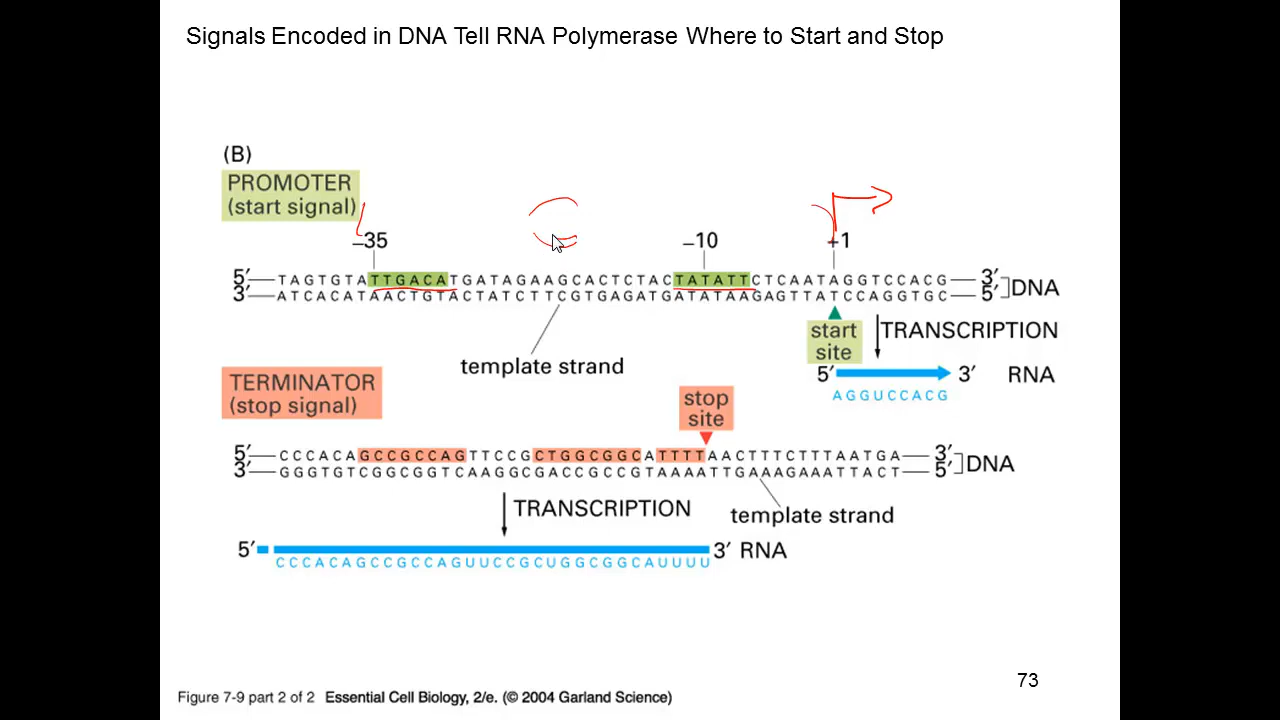 Signals Encoded in DNA Tell RNA Polymerase Where to Start and Stop
(B)
PROMOTER
(start signal)
–35
–10
+1
5′ TAGTGTATTGACATGATAGAAGCACTCTACTATATTCTCAATAGGTCCACG 3′
3′ ATCACATAACTGTACTATCTTCGTGAGATGATATAAGAGTTATCCAGGTGC 5′
DNA
template strand
start
site
TRANSCRIPTION
5′ 3′ RNA
AGGUCCACG
TERMINATOR
(stop signal)
stop
site
5′ CCCACAGCCGCCAGTTCCGCTGGCGGCATTTTAACTTTCTTTAATGA 3′
3′ GGGTGTCGGCGGTCAAGGCGACCGCCGTAAAATTGAAAGAAATTACT 5′
DNA
TRANSCRIPTION
template strand
5′ 3′ RNA
CCCACAGCCGCCAGUUCCGCUGGCGGCAUUUU
73
Figure 7-9 part 2 of 2 Essential Cell Biology, 2/e. (© 2004 Garland Science)